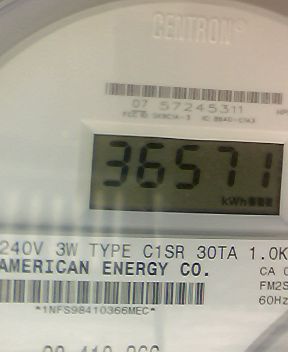 CENTRON®
07 57245311
36571
kWh
240V 3W TYPE C1SR 30TA 1.0K
AMERICAN ENERGY CO.
CA 0
FM2S
*1NFS98410366MEC*
60Hz